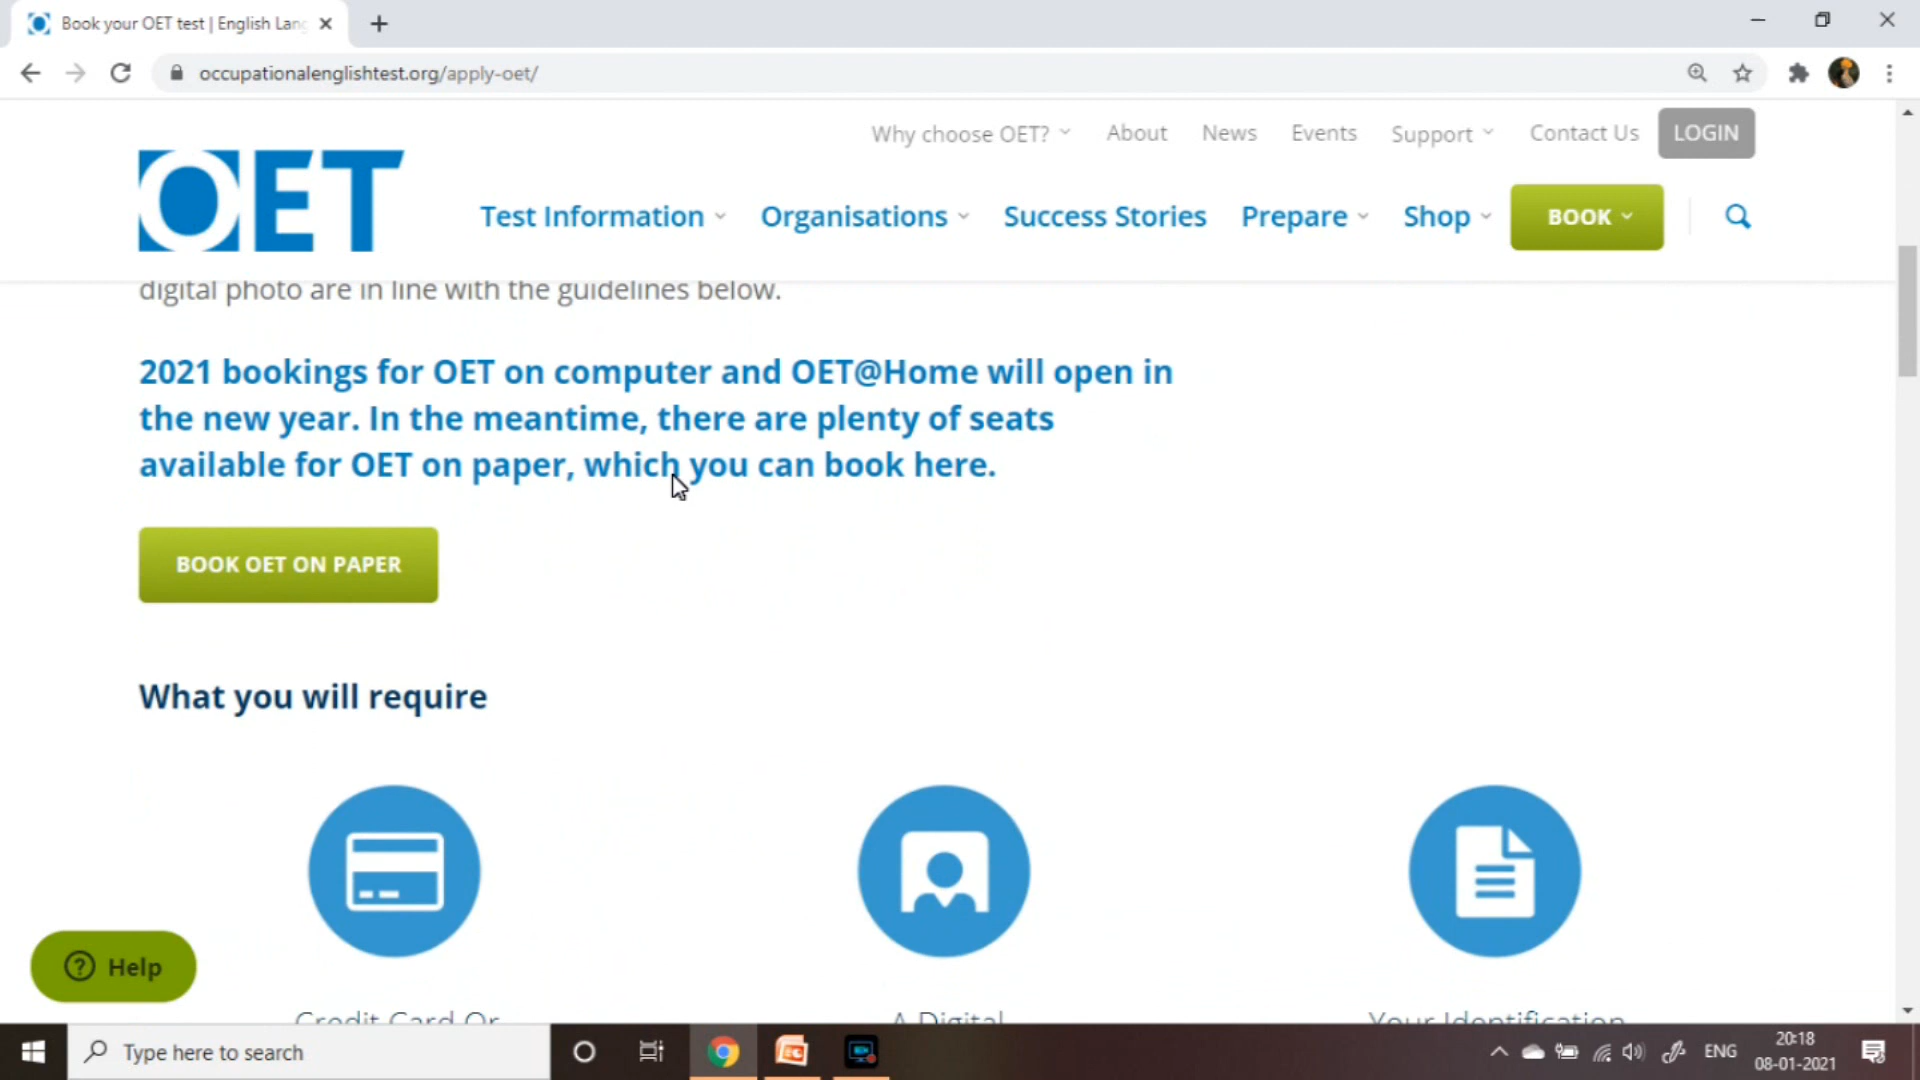 Book your OET test | English Lan
occupationalenglishtest.org/apply-oet/
Why choose OET? About News Events Support Contact Us LOGIN
OET
Test Information Organisations Success Stories Prepare Shop BOOK
digital photo are in line with the guidelines below.
2021 bookings for OET on computer and OET@Home will open in
the new year. In the meantime, there are plenty of seats
available for OET on paper, which you can book here.
BOOK OET ON PAPER
What you will require
Help
Credit Card Or A Digital Your Identification
Type here to search
ENG
20:18
08-01-2021